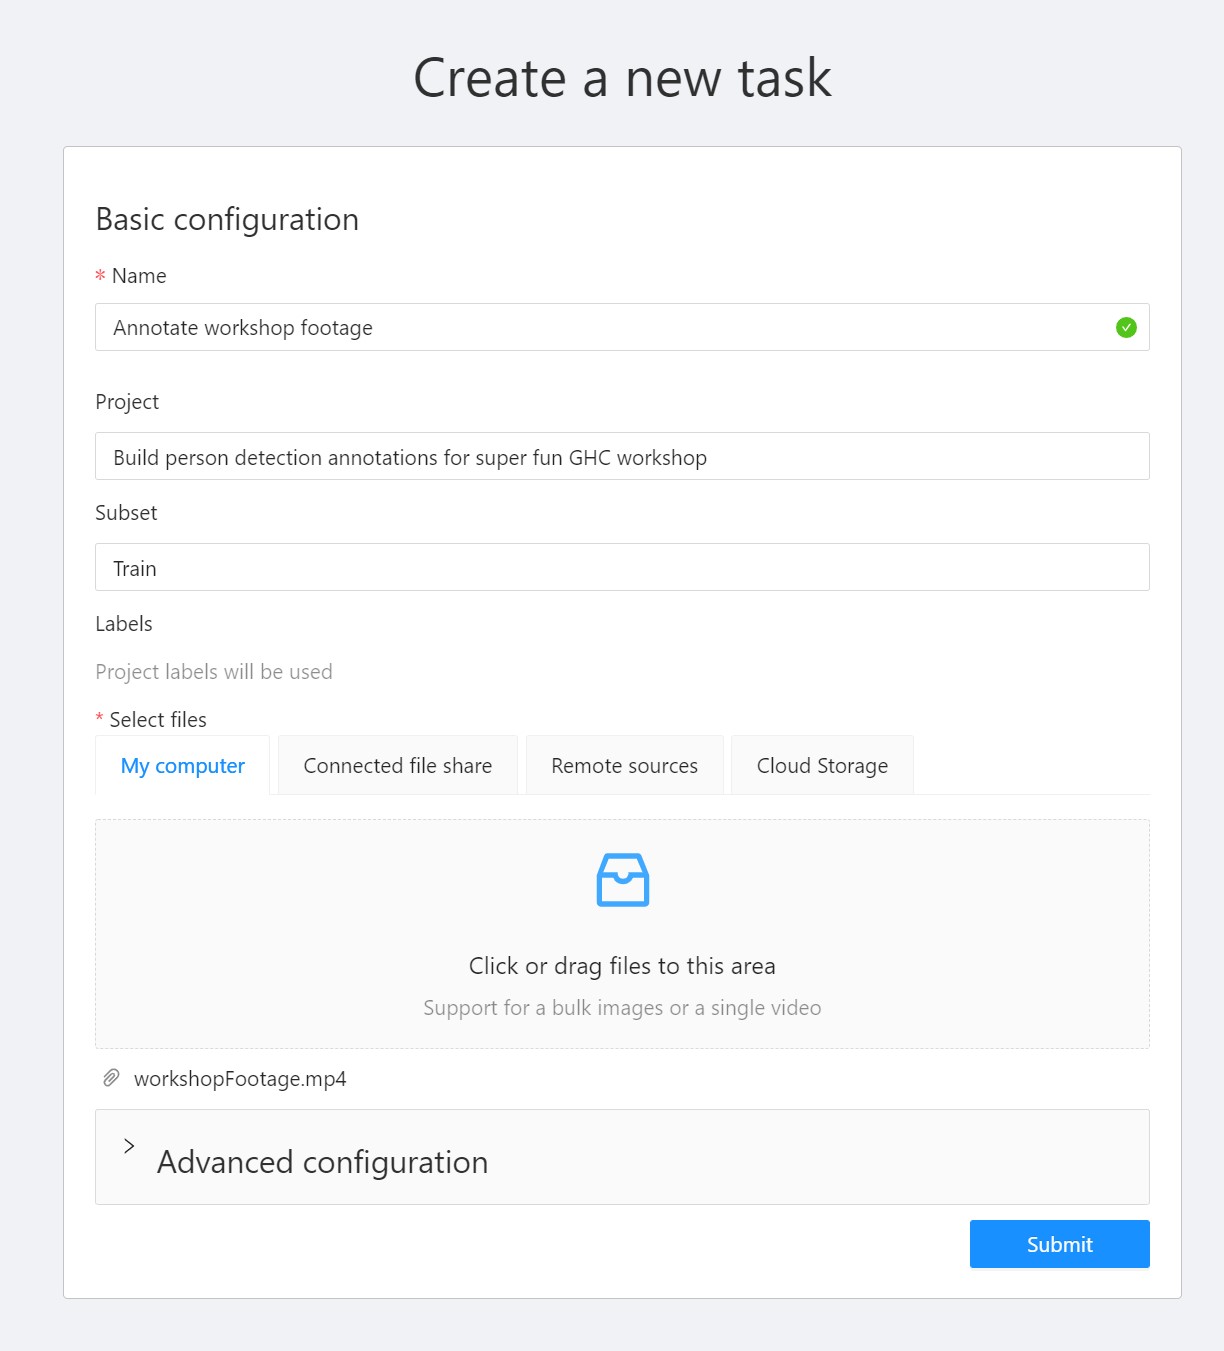 Create a new task
Basic configuration
* Name
Annotate workshop footage
Project
Build person detection annotations for super fun GHC workshop
Subset
Train
Labels
Project labels will be used
* Select files
My computer
Connected file share
Remote sources
Cloud Storage
Click or drag files to this area
Support for a bulk images or a single video
workshopFootage.mp4
Advanced configuration
Submit